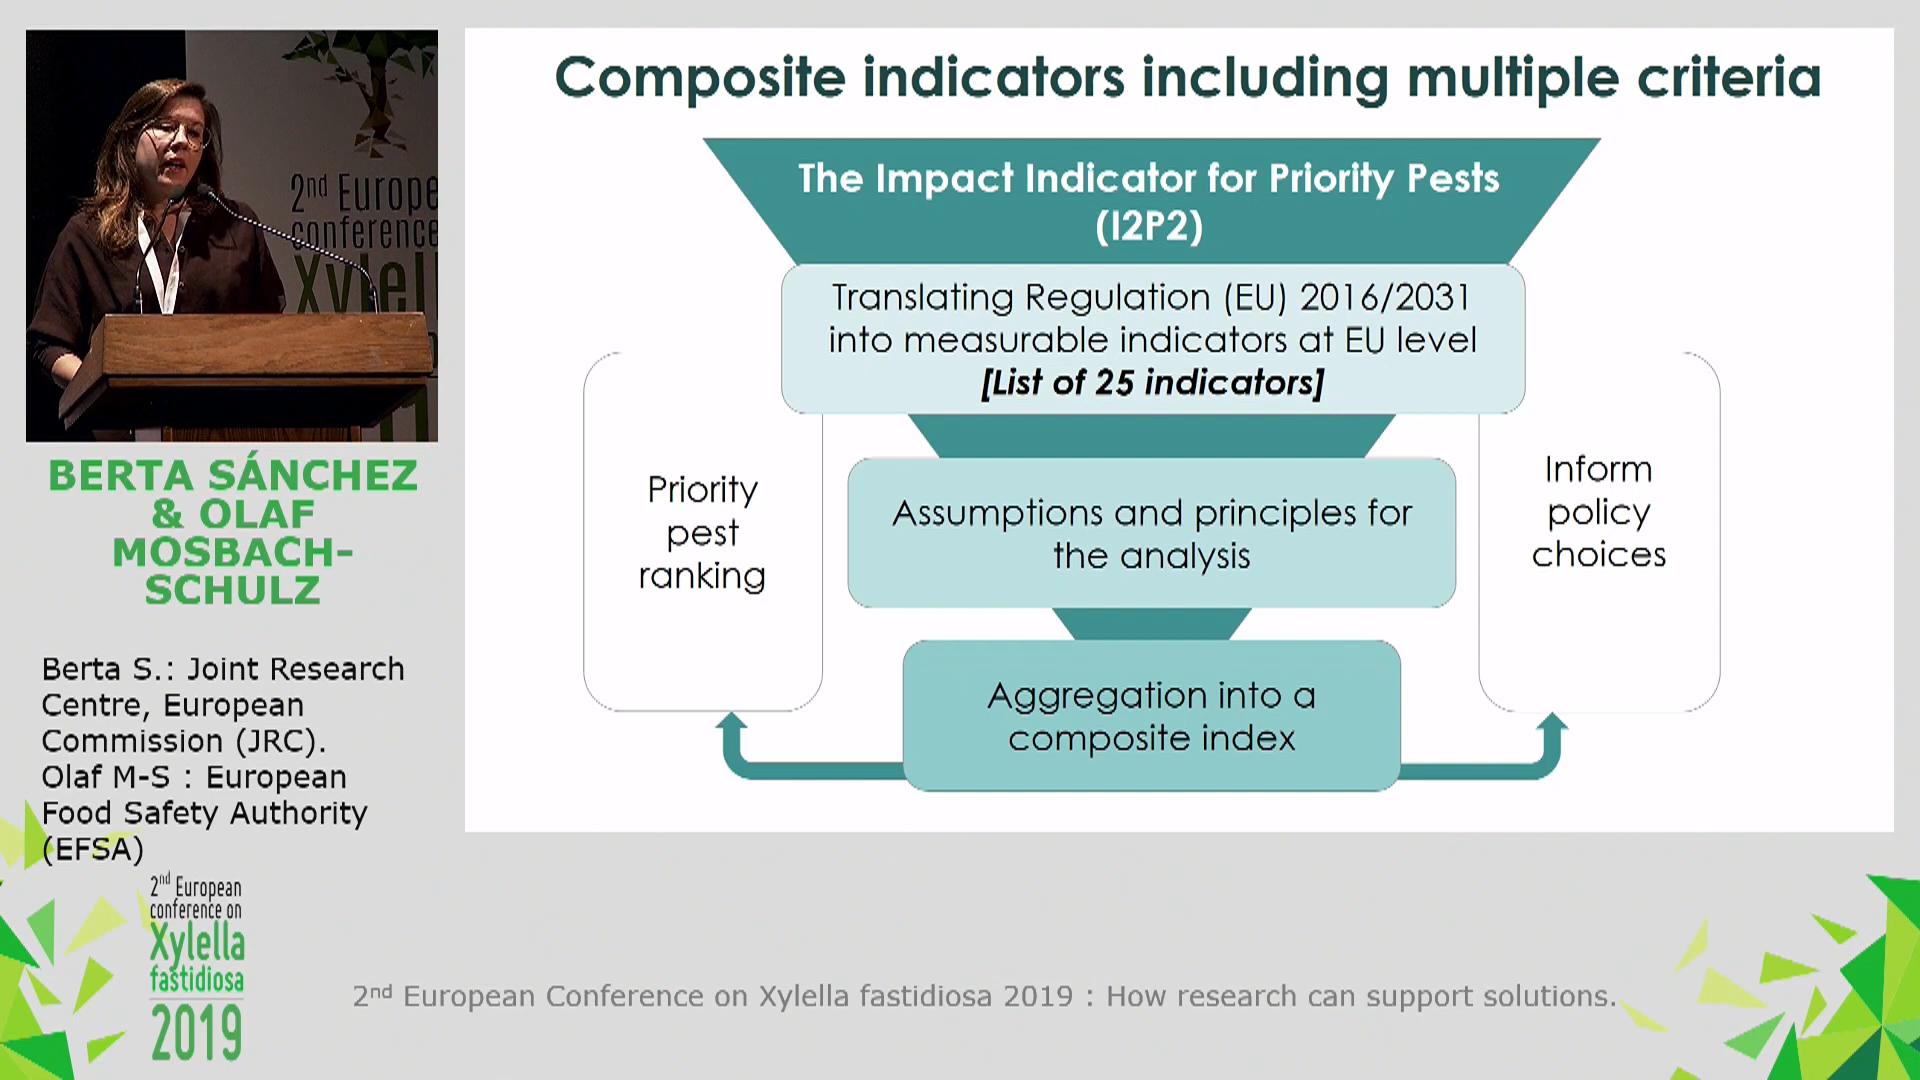 2nd Europe
conference
Xylell
BERTA SÁNCHEZ
& OLAF
MOSBACH-
SCHULZ
Berta S.: Joint Research
Centre, European
Commission (JRC).
Olaf M-S : European
Food Safety Authority
(EFSA)
2nd European
conference on
Xylella
fastidiosa
2019
Composite indicators including multiple criteria
The Impact Indicator for Priority Pests
(I2P2)
Translating Regulation (EU) 2016/2031
into measurable indicators at EU level
[List of 25 indicators]
Priority
pest
ranking
Assumptions and principles for
the analysis
Inform
policy
choices
Aggregation into a
composite index
2nd European Conference on Xylella fastidiosa 2019 : How research can support solutions.